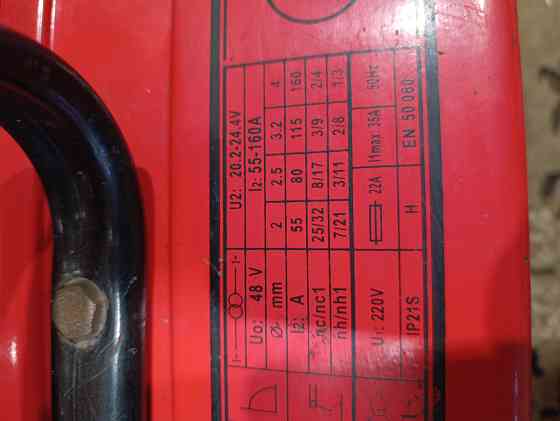 U2: 20.2-24.4V
Uo: 48 V I2: 55-160A
Ø mm 2 2.5 3.2 4
I2: A 55 80 115 160
nc/nc1 25/32 8/17 3/9 2/4
nh/nh1 7/21 3/11 2/8 1/3
U1: 220V 22A I1max 35A 50Hz
IP21S H EN 50 060